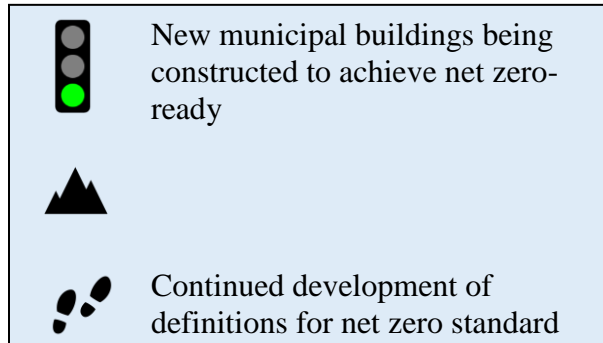 New municipal buildings being
constructed to achieve net zero-
ready
Continued development of
definitions for net zero standard